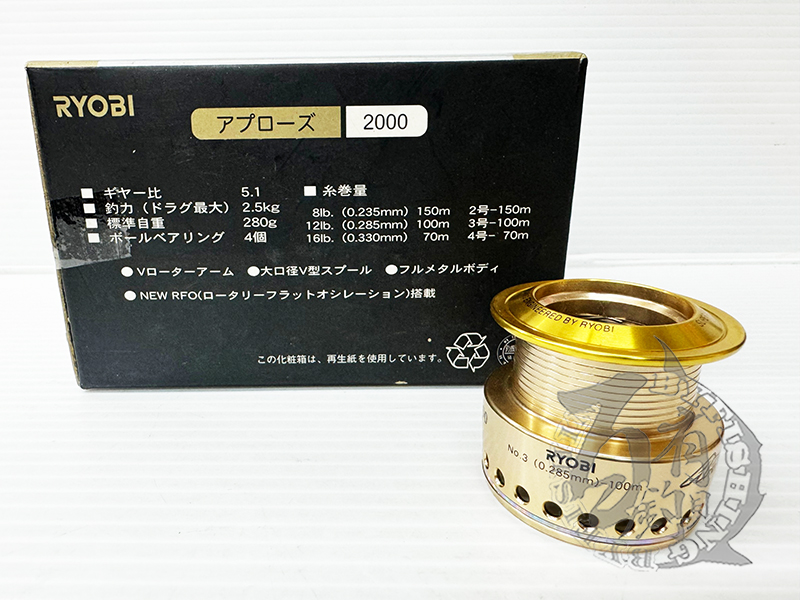 RYOBI
アプローズ 2000
■ ギヤー比 5.1
■ 釣力（ドラグ最大） 2.5kg
■ 標準自重 280g
■ ボールベアリング 4個
■ 糸巻量
8lb.（0.235mm）150m 2号-150m
12lb.（0.285mm）100m 3号-100m
16lb.（0.330mm） 70m 4号- 70m
●Vローターアーム ●大口径V型スプール ●フルメタルボディ
●NEW RFO(ロータリーフラットオシレーション)搭載
この化粧箱は、再生紙を使用しています。
ENGINEERED BY RYOBI
RYOBI
No.3 (0.285mm)-100m